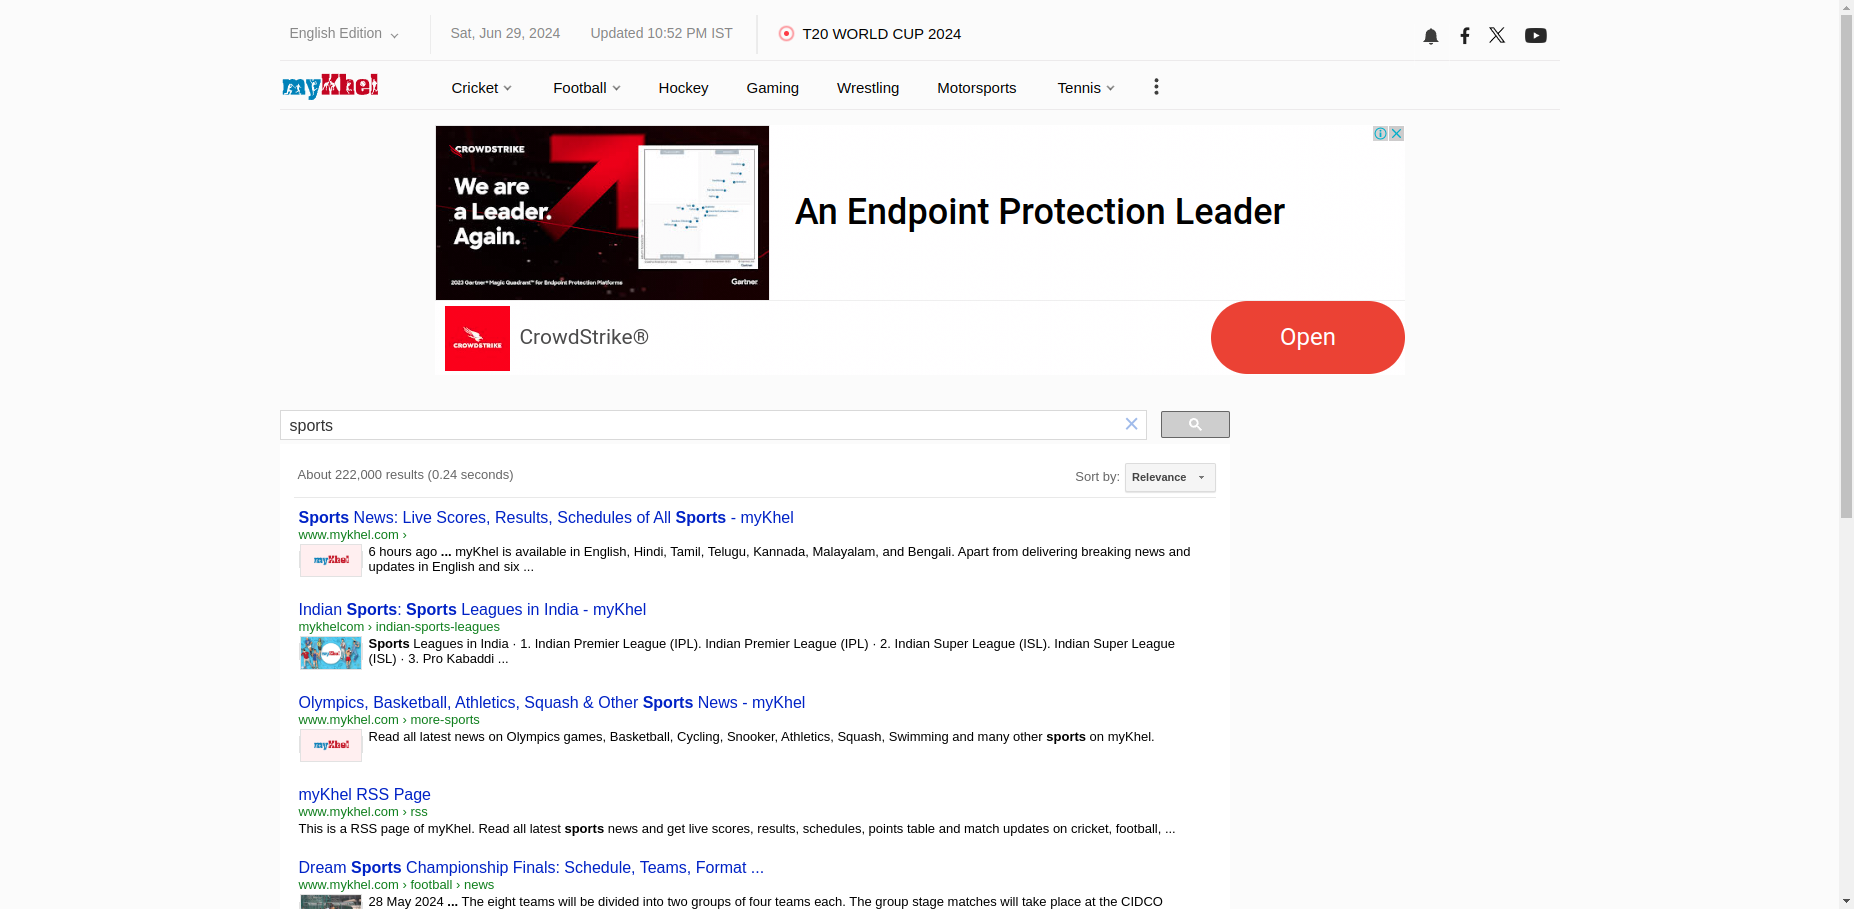 English Edition
Sat, Jun 29, 2024
Updated 10:52 PM IST
T20 WORLD CUP 2024
myKhel
Cricket
Football
Hockey
Gaming
Wrestling
Motorsports
Tennis
CROWDSTRIKE
We are
a Leader.
Again.
2023 Gartner® Magic Quadrant™ for Endpoint Protection Platforms
Gartner
An Endpoint Protection Leader
CROWDSTRIKE
CrowdStrike®
Open
sports
About 222,000 results (0.24 seconds)
Sort by:
Relevance
Sports News: Live Scores, Results, Schedules of All Sports - myKhel
www.mykhel.com ›
myKhel
6 hours ago ... myKhel is available in English, Hindi, Tamil, Telugu, Kannada, Malayalam, and Bengali. Apart from delivering breaking news and
updates in English and six ...
Indian Sports: Sports Leagues in India - myKhel
mykhelcom › indian-sports-leagues
myKhel
Sports Leagues in India · 1. Indian Premier League (IPL). Indian Premier League (IPL) · 2. Indian Super League (ISL). Indian Super League
(ISL) · 3. Pro Kabaddi ...
Olympics, Basketball, Athletics, Squash & Other Sports News - myKhel
www.mykhel.com › more-sports
myKhel
Read all latest news on Olympics games, Basketball, Cycling, Snooker, Athletics, Squash, Swimming and many other sports on myKhel.
myKhel RSS Page
www.mykhel.com › rss
This is a RSS page of myKhel. Read all latest sports news and get live scores, results, schedules, points table and match updates on cricket, football, ...
Dream Sports Championship Finals: Schedule, Teams, Format ...
www.mykhel.com › football › news
28 May 2024 ... The eight teams will be divided into two groups of four teams each. The group stage matches will take place at the CIDCO